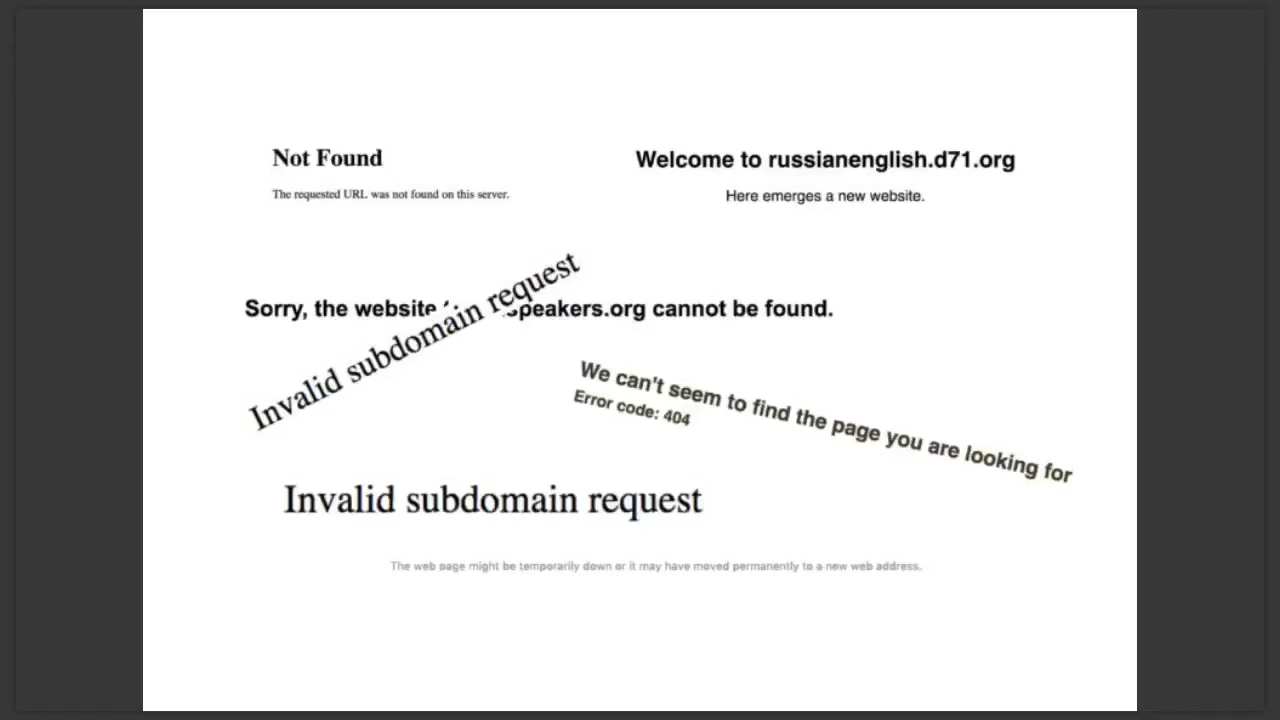 Not Found
The requested URL was not found on this server.
Welcome to russianenglish.d71.org
Here emerges a new website.
Sorry, the website speakers.org cannot be found.
Invalid subdomain request
We can't seem to find the page you are looking for
Error code: 404
Invalid subdomain request
The web page might be temporarily down or it may have moved permanently to a new web address.